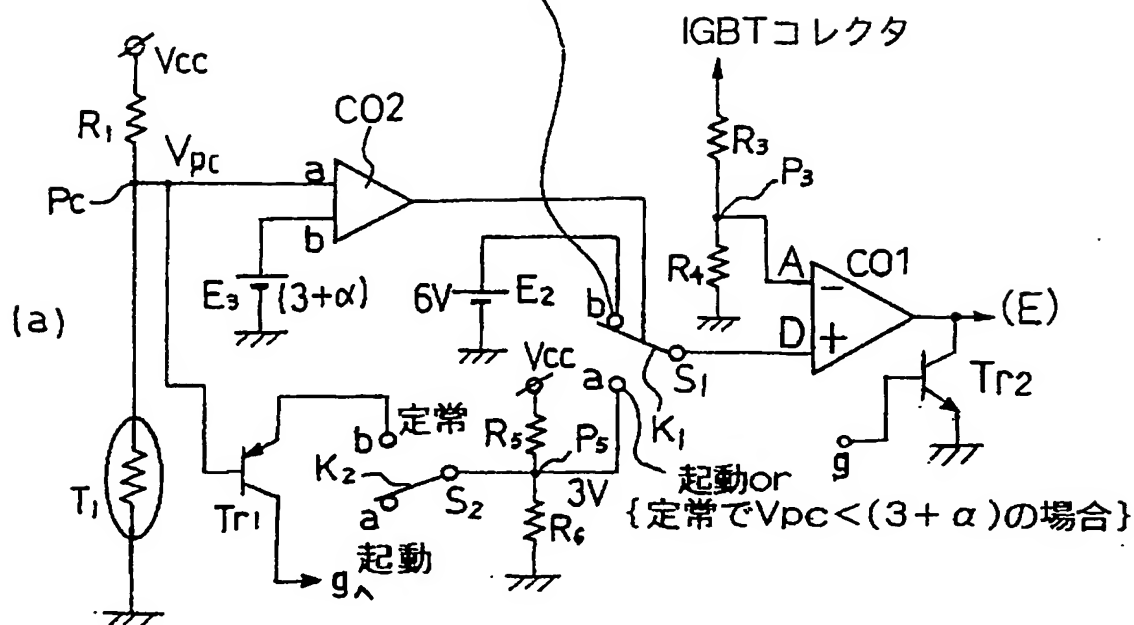 IGBTコレクタ
Vcc
R1
CO2
R3
Vpc
P3
Pc
a
b
R4
A
CO1
E3
(3+α)
6V
E2
b
(a)
(E)
D
S1
Tr2
Vcc
a
K1
定常
b
R5
P5
K2
g
3V
起動or
S2
T1
Tr1
a
R6
{定常でVpc<(3+α)の場合}
起動
gへ